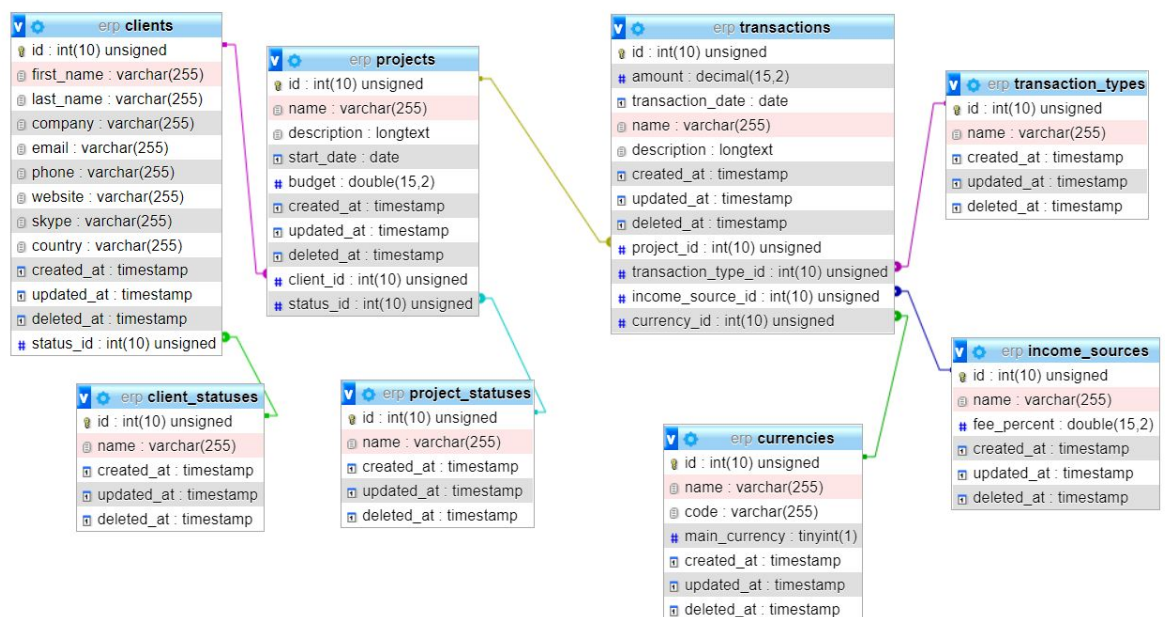 erp clients
id : int(10) unsigned
first_name : varchar(255)
last_name : varchar(255)
company : varchar(255)
email : varchar(255)
phone : varchar(255)
website : varchar(255)
skype : varchar(255)
country : varchar(255)
created_at : timestamp
updated_at : timestamp
deleted_at : timestamp
status_id : int(10) unsigned
erp projects
id : int(10) unsigned
name : varchar(255)
description : longtext
start_date : date
budget : double(15,2)
created_at : timestamp
updated_at : timestamp
deleted_at : timestamp
client_id : int(10) unsigned
status_id : int(10) unsigned
erp transactions
id : int(10) unsigned
amount : decimal(15,2)
transaction_date : date
name : varchar(255)
description : longtext
created_at : timestamp
updated_at : timestamp
deleted_at : timestamp
project_id : int(10) unsigned
transaction_type_id : int(10) unsigned
income_source_id : int(10) unsigned
currency_id : int(10) unsigned
erp transaction_types
id : int(10) unsigned
name : varchar(255)
created_at : timestamp
updated_at : timestamp
deleted_at : timestamp
erp client_statuses
id : int(10) unsigned
name : varchar(255)
created_at : timestamp
updated_at : timestamp
deleted_at : timestamp
erp project_statuses
id : int(10) unsigned
name : varchar(255)
created_at : timestamp
updated_at : timestamp
deleted_at : timestamp
erp currencies
id : int(10) unsigned
name : varchar(255)
code : varchar(255)
main_currency : tinyint(1)
created_at : timestamp
updated_at : timestamp
deleted_at : timestamp
erp income_sources
id : int(10) unsigned
name : varchar(255)
fee_percent : double(15,2)
created_at : timestamp
updated_at : timestamp
deleted_at : timestamp